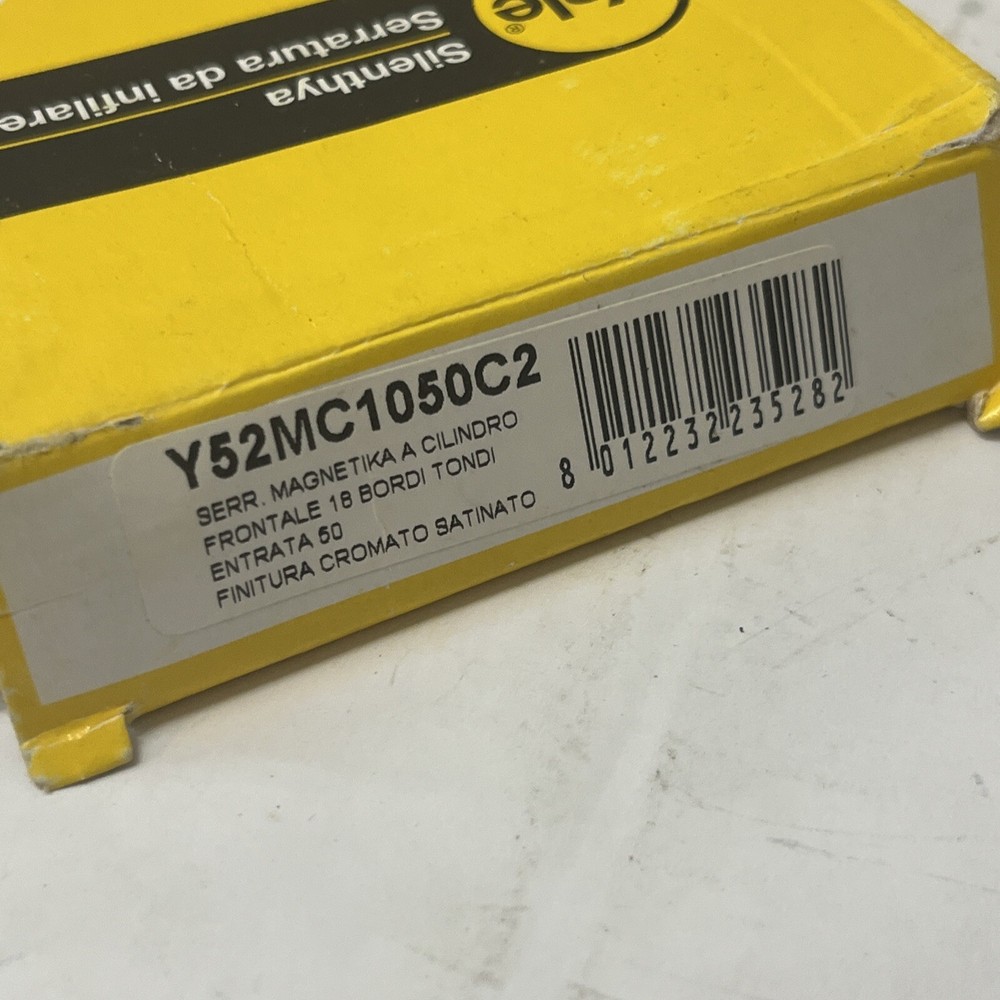 Yale®
Silenthya
Serratura da infilare
Y52MC1050C2
SERR. MAGNETIKA A CILINDRO
FRONTALE 18 BORDI TONDI
ENTRATA 50
FINITURA CROMATO SATINATO
8 012232 235282